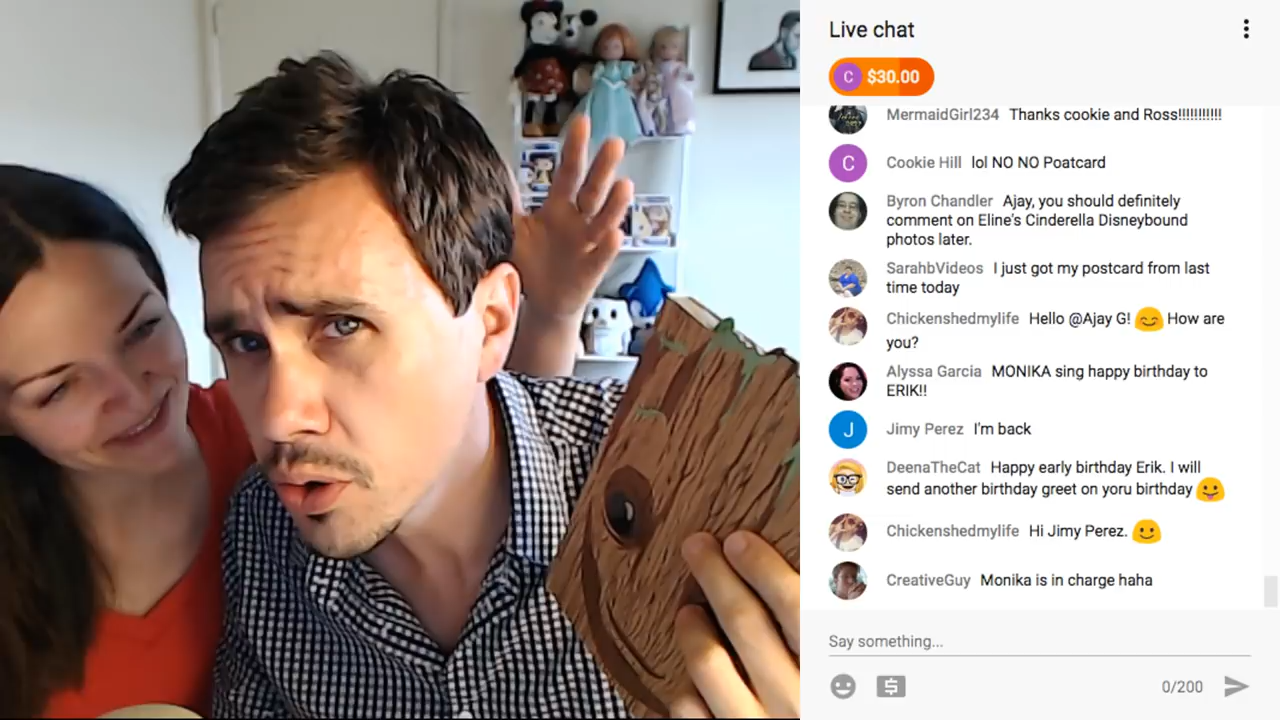 Live chat
C $30.00
MermaidGirl234 Thanks cookie and Ross!!!!!!!!!!!
C Cookie Hill lol NO NO Poatcard
Byron Chandler Ajay, you should definitely
comment on Eline's Cinderella Disneybound
photos later.
SarahbVideos I just got my postcard from last
time today
Chickenshedmylife Hello @Ajay G! 😊 How are
you?
Alyssa Garcia MONIKA sing happy birthday to
ERIK!!
J Jimy Perez I'm back
DeenaTheCat Happy early birthday Erik. I will
send another birthday greet on yoru birthday 😛
Chickenshedmylife Hi Jimy Perez. 🙂
CreativeGuy Monika is in charge haha
Say something...
$ 0/200